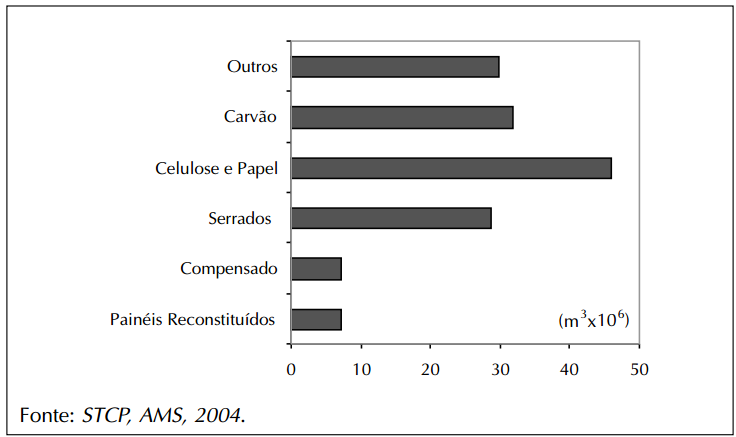 Outros
Carvão
Celulose e Papel
Serrados
Compensado
Painéis Reconstituídos
(m³x10⁶)
0 10 20 30 40 50
Fonte: STCP, AMS, 2004.